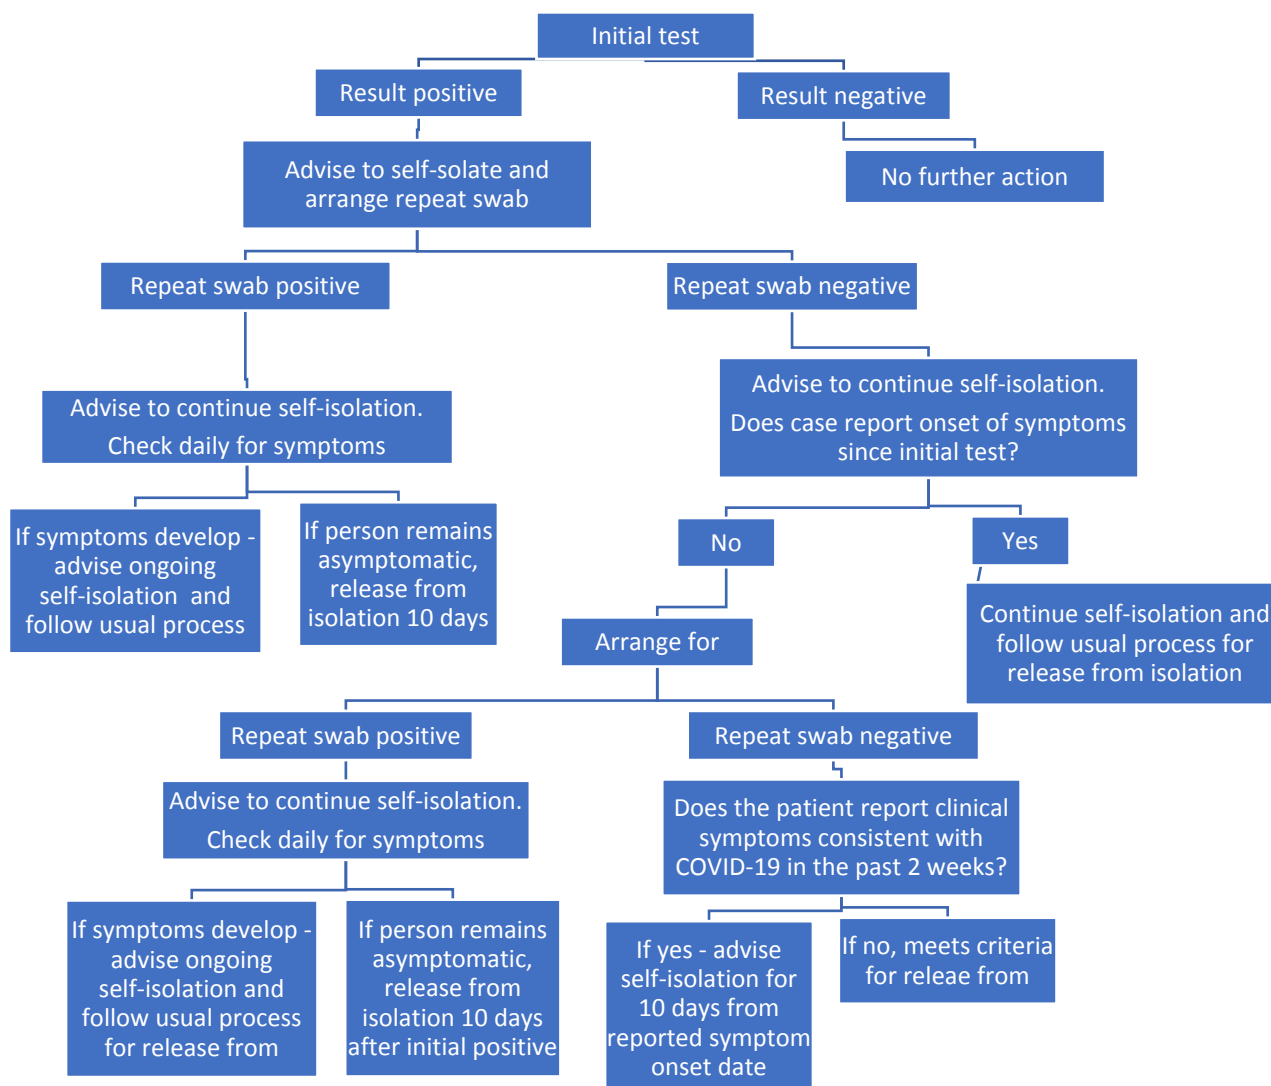 Initial test
Result positive
Result negative
Advise to self-solate and
arrange repeat swab
No further action
Repeat swab positive
Repeat swab negative
Advise to continue self-isolation.
Check daily for symptoms
Advise to continue self-isolation.
Does case report onset of symptoms
since initial test?
If symptoms develop -
advise ongoing
self-isolation and
follow usual process
If person remains
asymptomatic,
release from
isolation 10 days
No
Yes
Arrange for
Continue self-isolation and
follow usual process for
release from isolation
Repeat swab positive
Repeat swab negative
Advise to continue self-isolation.
Check daily for symptoms
Does the patient report clinical
symptoms consistent with
COVID-19 in the past 2 weeks?
If symptoms develop -
advise ongoing
self-isolation and
follow usual process
for release from
If person remains
asymptomatic,
release from
isolation 10 days
after initial positive
If yes - advise
self-isolation for
10 days from
reported symptom
onset date
If no, meets criteria
for releae from